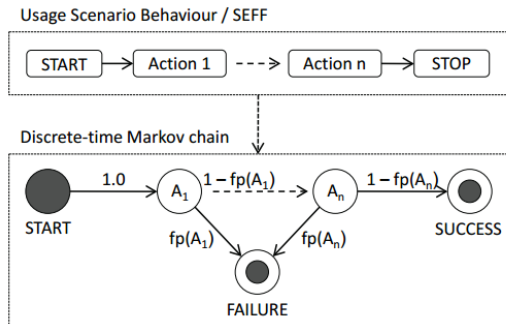 Usage Scenario Behaviour / SEFF
START Action 1 Action n STOP
Discrete-time Markov chain
1.0 1 – fp(A1) 1 – fp(An)
A1 An
START fp(A1) fp(An) SUCCESS
FAILURE